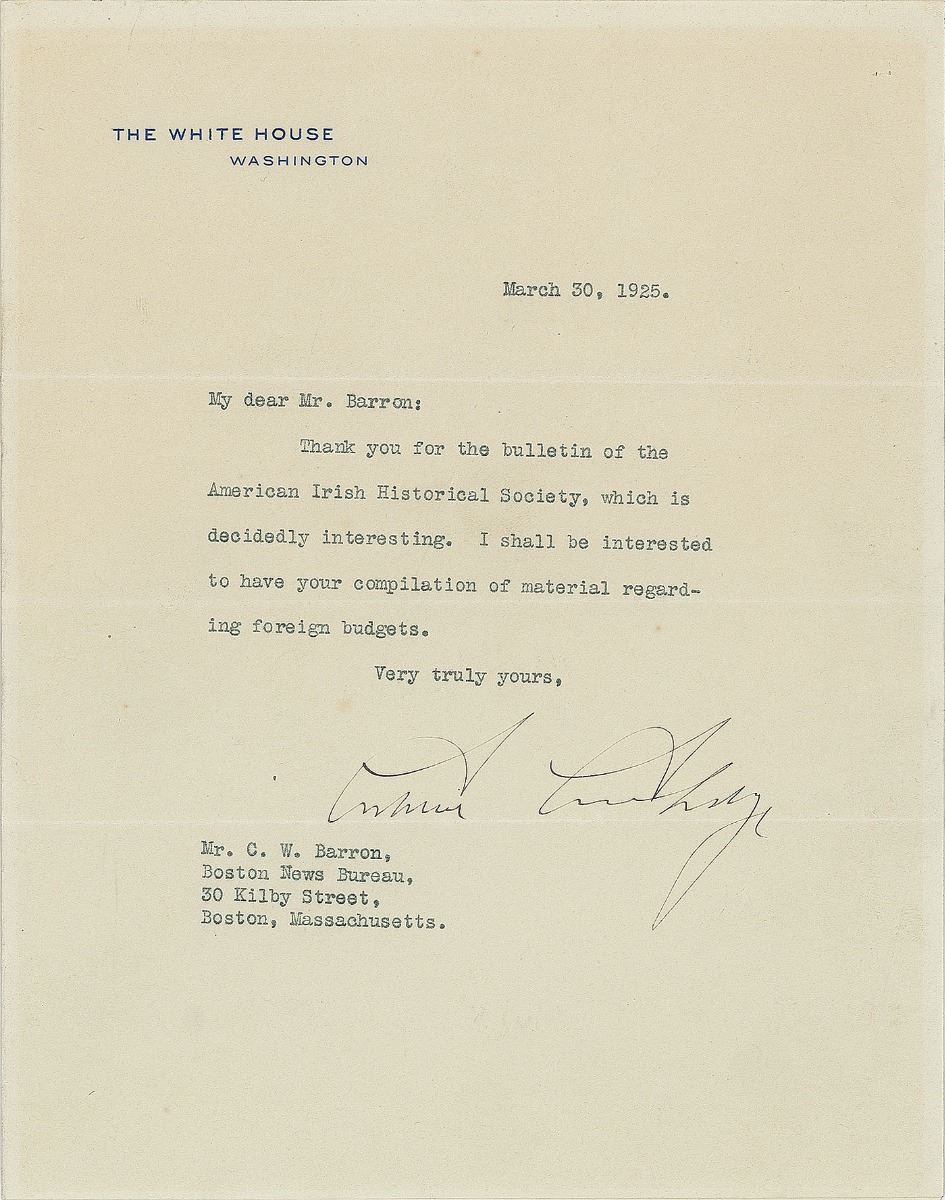 THE WHITE HOUSE
WASHINGTON
March 30, 1925.
My dear Mr. Barron:
Thank you for the bulletin of the
American Irish Historical Society, which is
decidedly interesting.  I shall be interested
to have your compilation of material regard-
ing foreign budgets.
Very truly yours,
Calvin Coolidge
Mr. C. W. Barron,
Boston News Bureau,
30 Kilby Street,
Boston, Massachusetts.